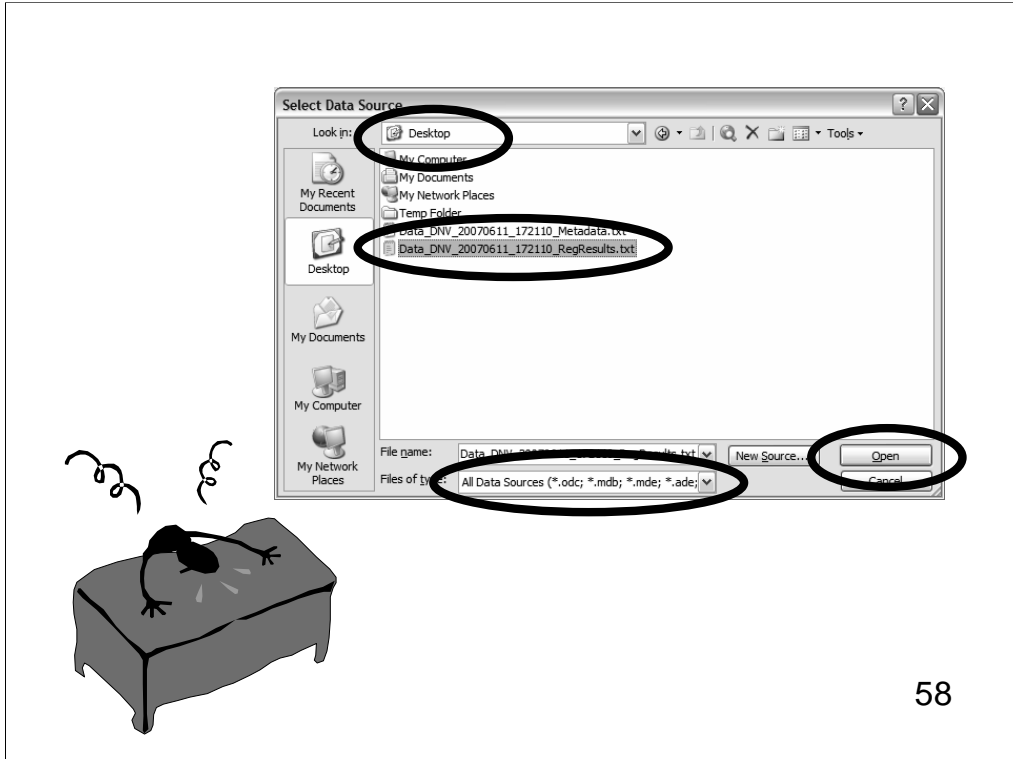 Select Data Source
Look in:
Desktop
Tools
My Recent
Documents
Desktop
My Documents
My Computer
My Network
Places
My Computer
My Documents
My Network Places
Temp Folder
Data_DNV_20070611_172110_Metadata.txt
Data_DNV_20070611_172110_RegResults.txt
File name:
New Source...
Open
Files of type:
All Data Sources (*.odc; *.mdb; *.mde; *.ade;
Cancel
58